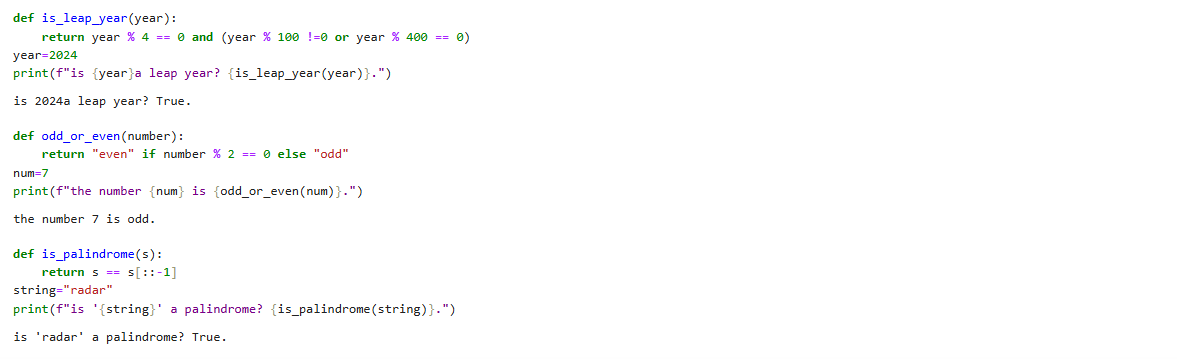 def is_leap_year(year):
    return year % 4 == 0 and (year % 100 !=0 or year % 400 == 0)
year=2024
print(f"is {year}a leap year? {is_leap_year(year)}.")
is 2024a leap year? True.
def odd_or_even(number):
    return "even" if number % 2 == 0 else "odd"
num=7
print(f"the number {num} is {odd_or_even(num)}.")
the number 7 is odd.
def is_palindrome(s):
    return s == s[::-1]
string="radar"
print(f"is '{string}' a palindrome? {is_palindrome(string)}.")
is 'radar' a palindrome? True.